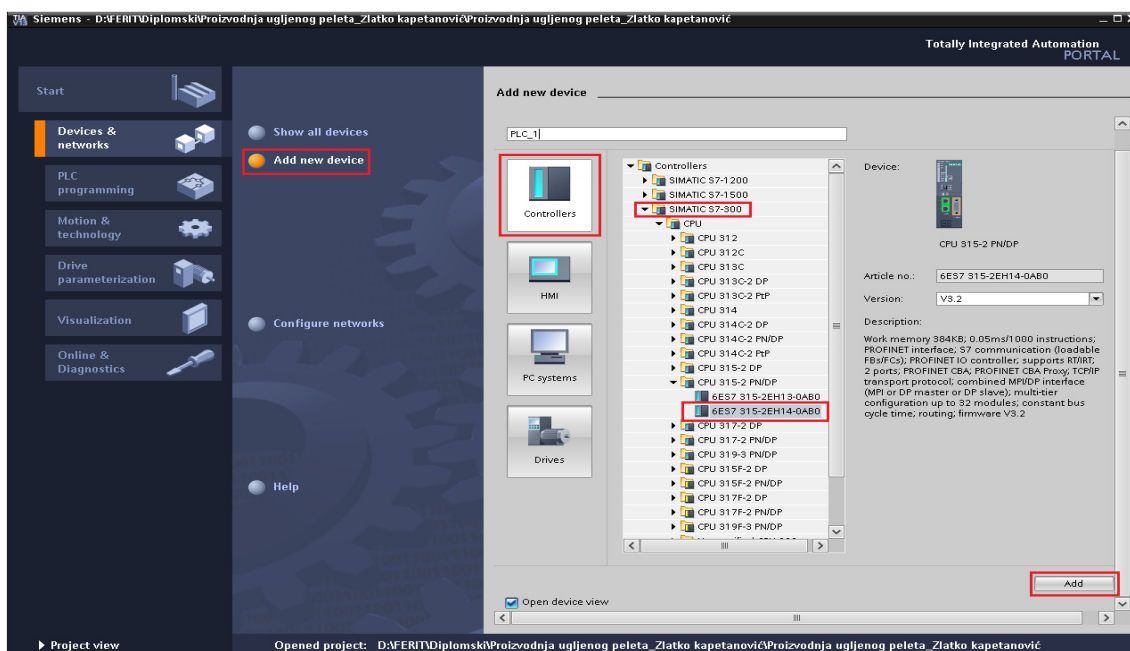 Siemens - D:\FERIT\Diplomski\Proizvodnja ugljenog peleta_Zlatko kapetanović\Proizvodnja ugljenog peleta_Zlatko kapetanović
Totally Integrated Automation
PORTAL
Start
Devices &
networks
PLC
programming
Motion &
technology
Drive
parameterization
Visualization
Online &
Diagnostics
Show all devices
Add new device
Configure networks
Help
Add new device
PLC_1
Controllers
HMI
PC systems
Drives
Controllers
SIMATIC S7-1200
SIMATIC S7-1500
SIMATIC S7-300
CPU
CPU 312
CPU 312C
CPU 313C
CPU 313C-2 DP
CPU 313C-2 PtP
CPU 314
CPU 314C-2 DP
CPU 314C-2 PN/DP
CPU 314C-2 PtP
CPU 315-2 DP
CPU 315-2 PN/DP
6ES7 315-2EH13-0AB0
6ES7 315-2EH14-0AB0
CPU 317-2 DP
CPU 317-2 PN/DP
CPU 319-3 PN/DP
CPU 315F-2 DP
CPU 315F-2 PN/DP
CPU 317F-2 DP
CPU 317F-2 PN/DP
CPU 319F-3 PN/DP
Device:
CPU 315-2 PN/DP
Article no.: 6ES7 315-2EH14-0AB0
Version: V3.2
Description:
Work memory 384KB; 0.05ms/1000 instructions;
PROFINET interface; S7 communication (loadable
FBs/FCs); PROFINET IO controller; supports RT/IRT;
2 ports; PROFINET CBA; PROFINET CBA Proxy; TCP/IP
transport protocol; combined MPI/DP interface
(MPI or DP master or DP slave); multi-tier
configuration up to 32 modules; constant bus
cycle time; routing; firmware V3.2
Add
Open device view
Project view
Opened project: D:\FERIT\Diplomski\Proizvodnja ugljenog peleta_Zlatko kapetanović\Proizvodnja ugljenog peleta_Zlatko kapetanović